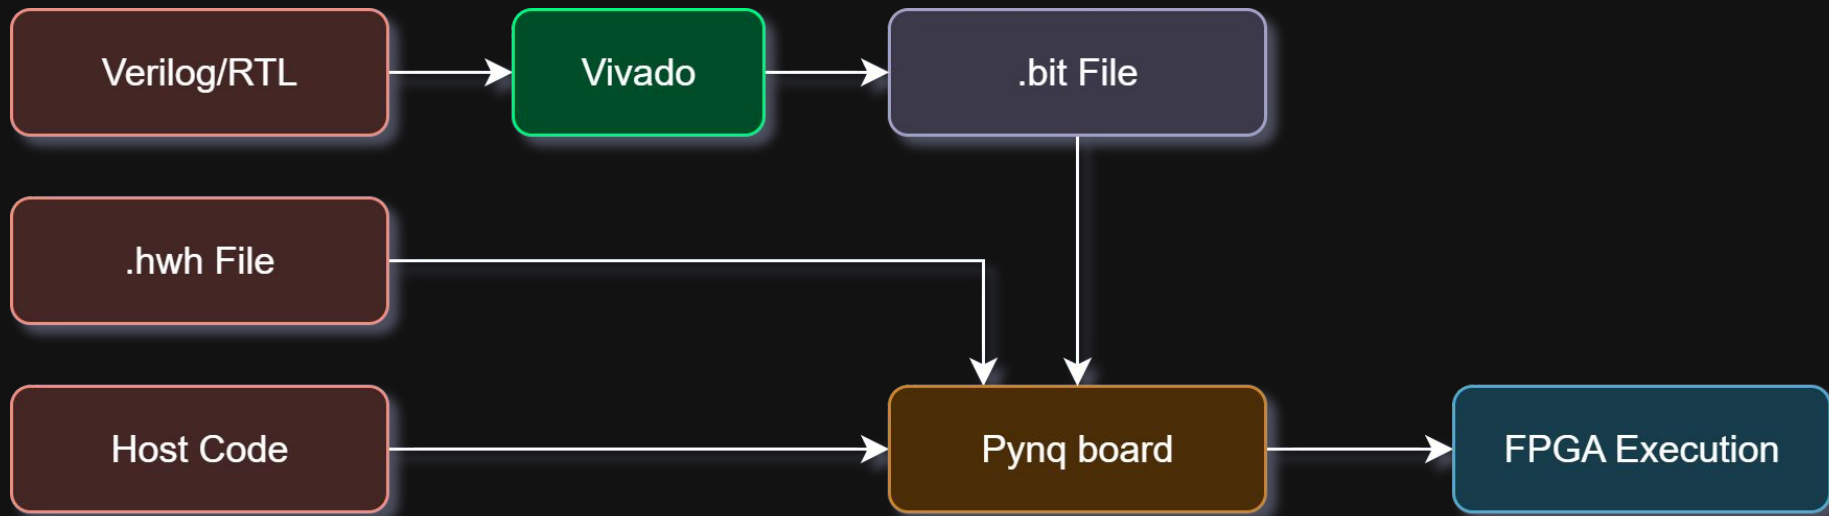 Verilog/RTL
Vivado
.bit File
.hwh File
Host Code
Pynq board
FPGA Execution